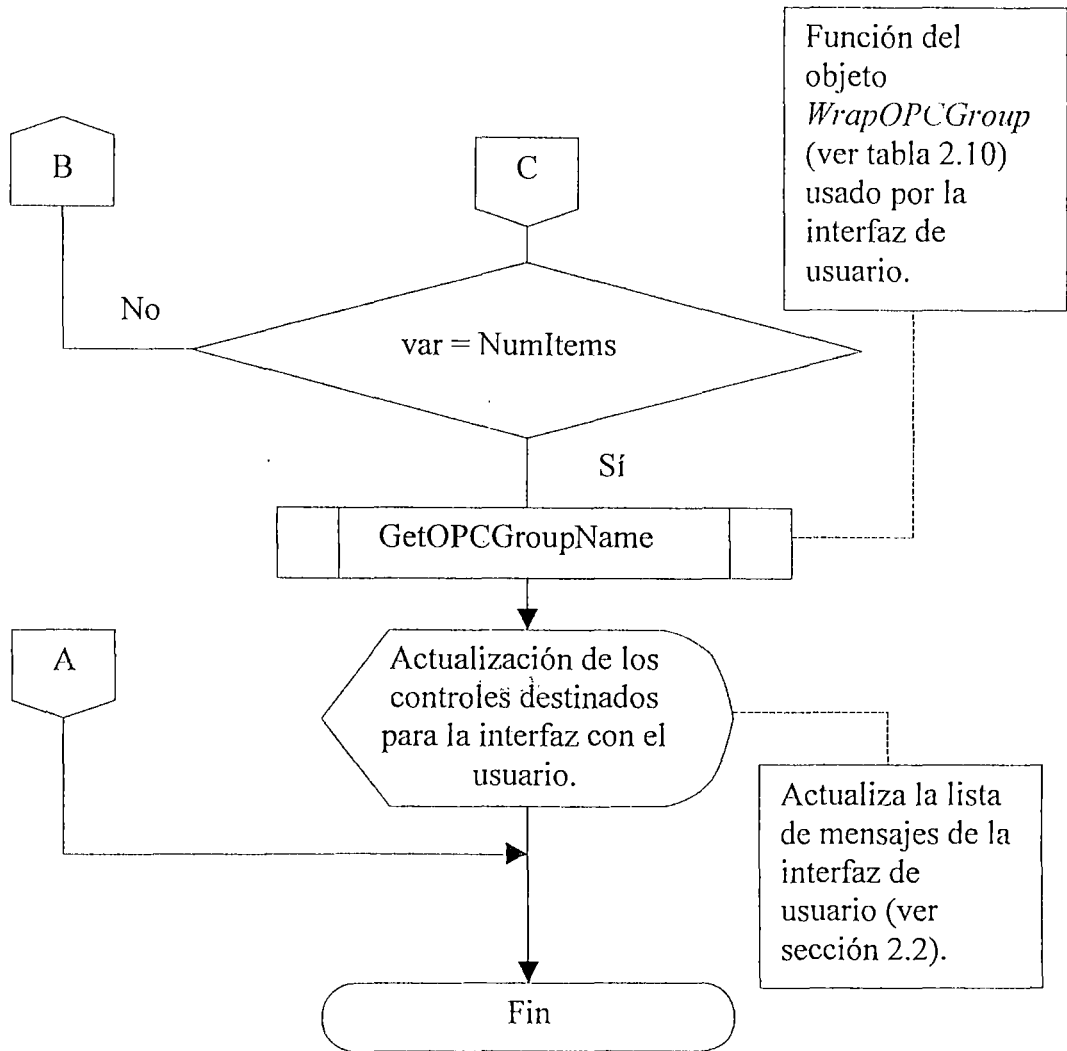 Función del
objeto
WrapOPCGroup
(ver tabla 2.10)
usado por la
interfaz de
usuario.
B
C
No
var = NumItems
Sí
GetOPCGroupName
A
Actualización de los
controles destinados
para la interfaz con el
usuario.
Actualiza la lista
de mensajes de la
interfaz de
usuario (ver
sección 2.2).
Fin